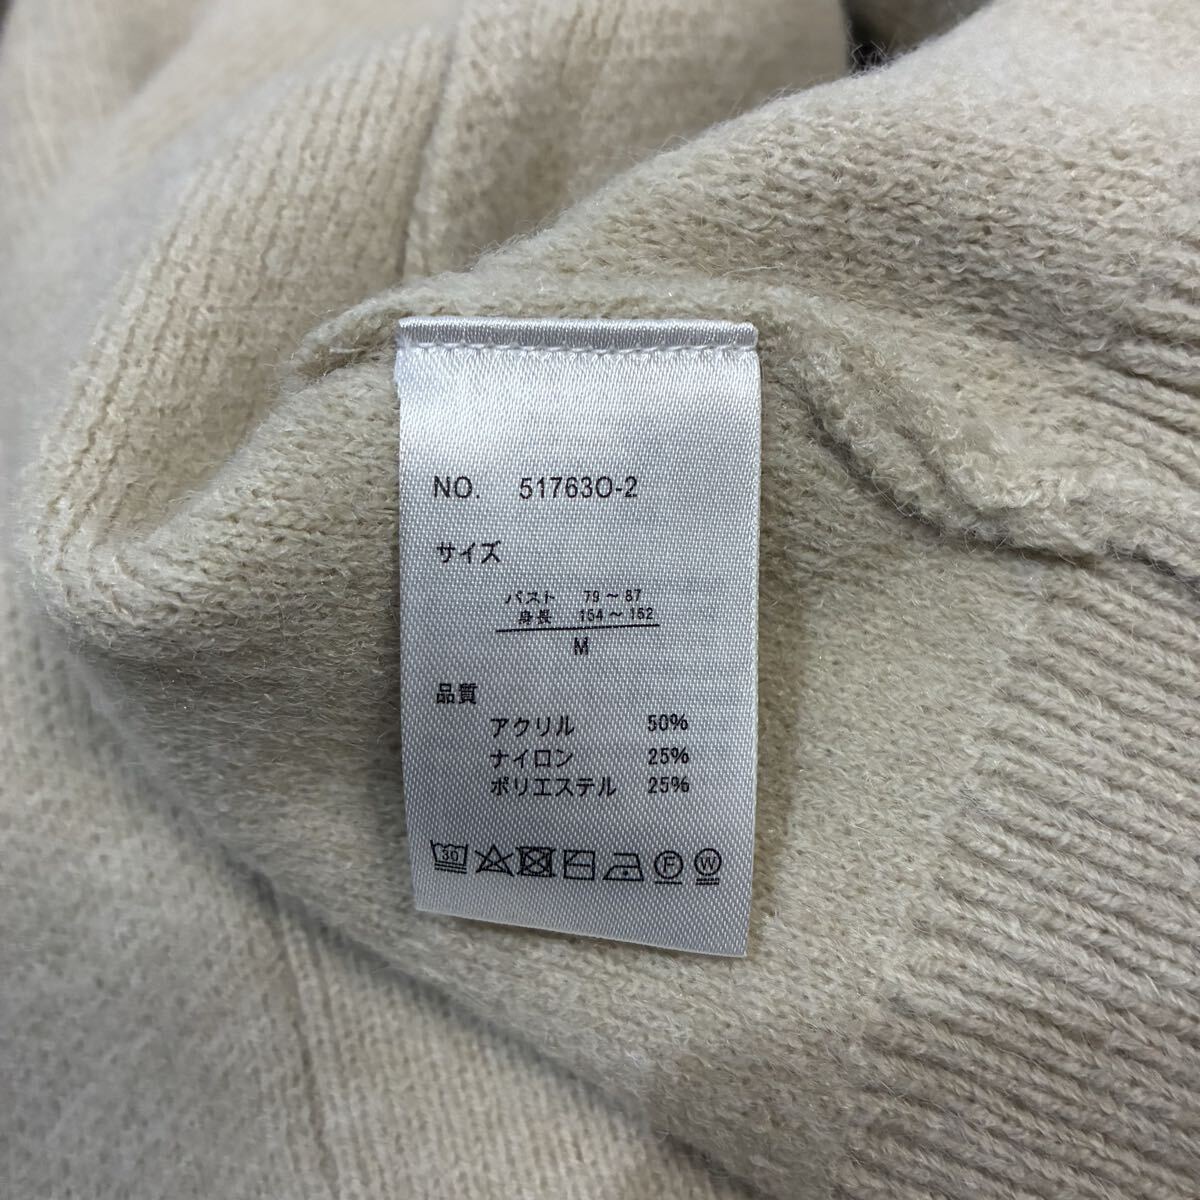 NO. 51763O-2
サイズ
バスト 79～87
身長 154～162
M
品質
アクリル 50%
ナイロン 25%
ポリエステル 25%
30 F W